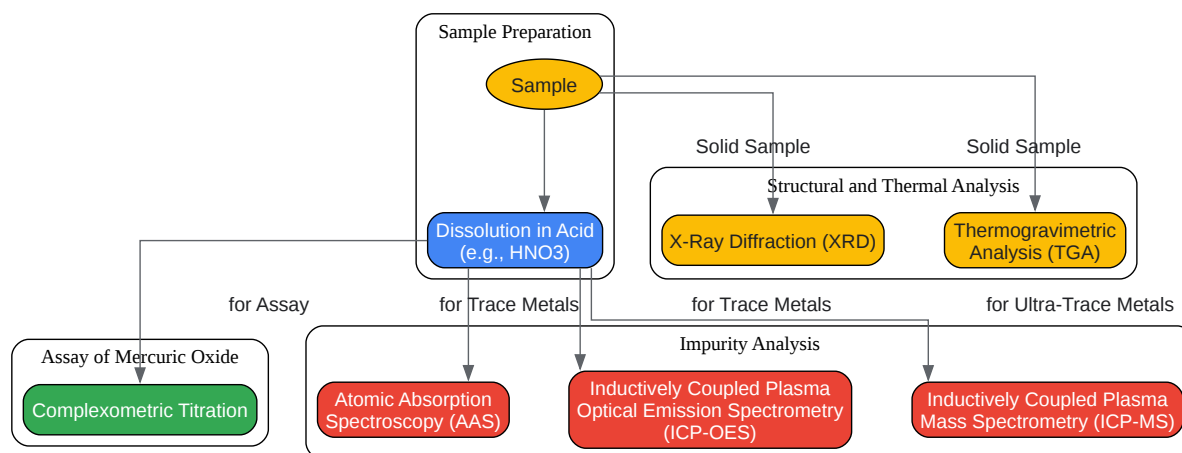 Sample Preparation
Sample
Solid Sample
Solid Sample
Structural and Thermal Analysis
Dissolution in Acid
(e.g., HNO3)
X-Ray Diffraction (XRD)
Thermogravimetric
Analysis (TGA)
for Assay
for Trace Metals
for Trace Metals
for Ultra-Trace Metals
Assay of Mercuric Oxide
Impurity Analysis
Complexometric Titration
Atomic Absorption
Spectroscopy (AAS)
Inductively Coupled Plasma
Optical Emission Spectrometry
(ICP-OES)
Inductively Coupled Plasma
Mass Spectrometry (ICP-MS)